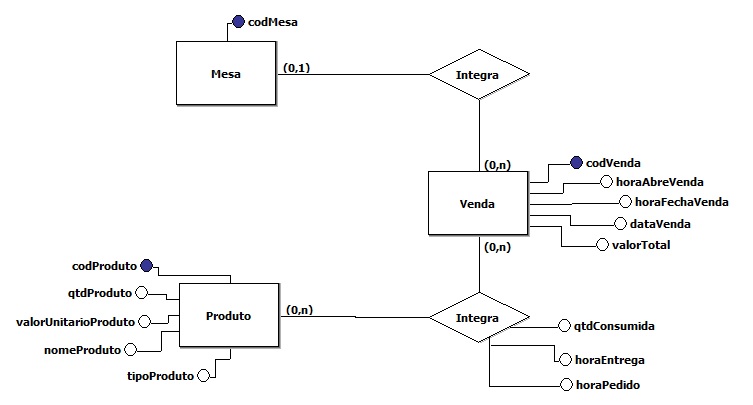 codMesa
Mesa
(0,1)
Integra
(0,n)
codVenda
horaAbreVenda
Venda
horaFechaVenda
dataVenda
valorTotal
(0,n)
codProduto
qtdProduto
valorUnitarioProduto
nomeProduto
tipoProduto
Produto
(0,n)
Integra
qtdConsumida
horaEntrega
horaPedido